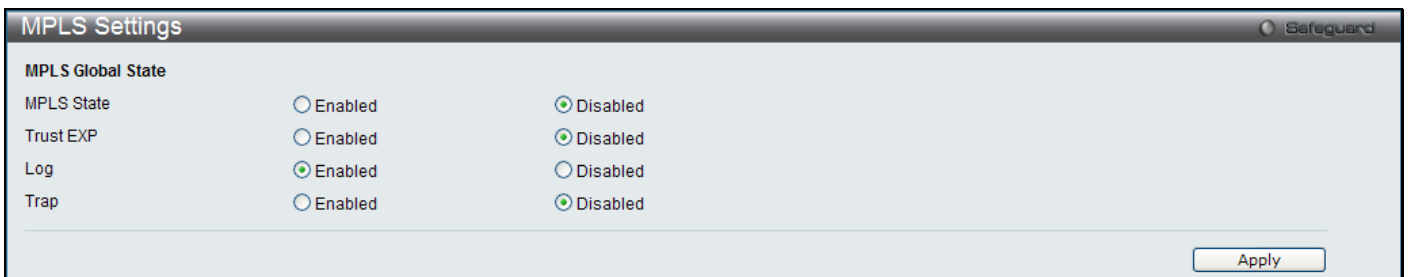 MPLS Settings
Safeguard
MPLS Global State
MPLS State Enabled Disabled
Trust EXP Enabled Disabled
Log Enabled Disabled
Trap Enabled Disabled
Apply